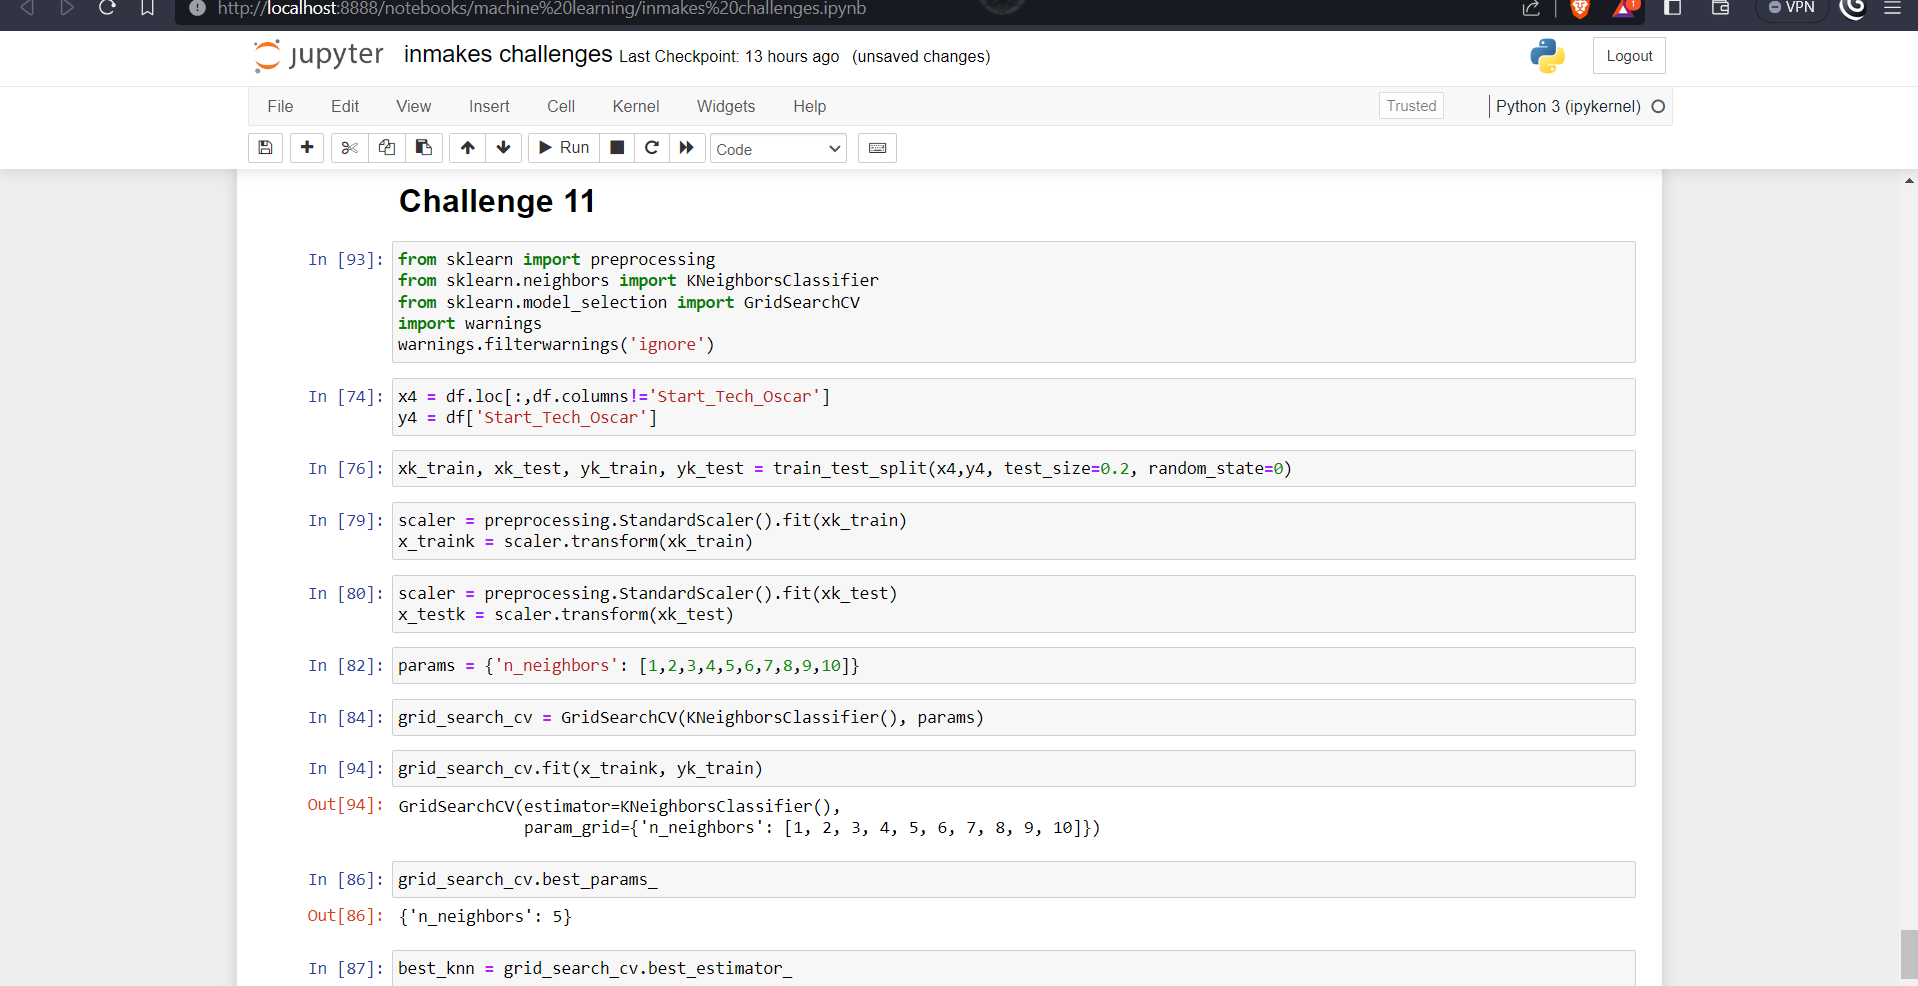 http://localhost:8888/notebooks/machine%20learning/inmakes%20challenges.ipynb
1
VPN
jupyter inmakes challenges Last Checkpoint: 13 hours ago (unsaved changes)
Logout
File Edit View Insert Cell Kernel Widgets Help
Trusted
Python 3 (ipykernel)
Run
Code
Challenge 11
In [93]: from sklearn import preprocessing
from sklearn.neighbors import KNeighborsClassifier
from sklearn.model_selection import GridSearchCV
import warnings
warnings.filterwarnings('ignore')
In [74]: x4 = df.loc[:,df.columns!='Start_Tech_Oscar']
y4 = df['Start_Tech_Oscar']
In [76]: xk_train, xk_test, yk_train, yk_test = train_test_split(x4,y4, test_size=0.2, random_state=0)
In [79]: scaler = preprocessing.StandardScaler().fit(xk_train)
x_traink = scaler.transform(xk_train)
In [80]: scaler = preprocessing.StandardScaler().fit(xk_test)
x_testk = scaler.transform(xk_test)
In [82]: params = {'n_neighbors': [1,2,3,4,5,6,7,8,9,10]}
In [84]: grid_search_cv = GridSearchCV(KNeighborsClassifier(), params)
In [94]: grid_search_cv.fit(x_traink, yk_train)
Out[94]: GridSearchCV(estimator=KNeighborsClassifier(),
param_grid={'n_neighbors': [1, 2, 3, 4, 5, 6, 7, 8, 9, 10]})
In [86]: grid_search_cv.best_params_
Out[86]: {'n_neighbors': 5}
In [87]: best_knn = grid_search_cv.best_estimator_